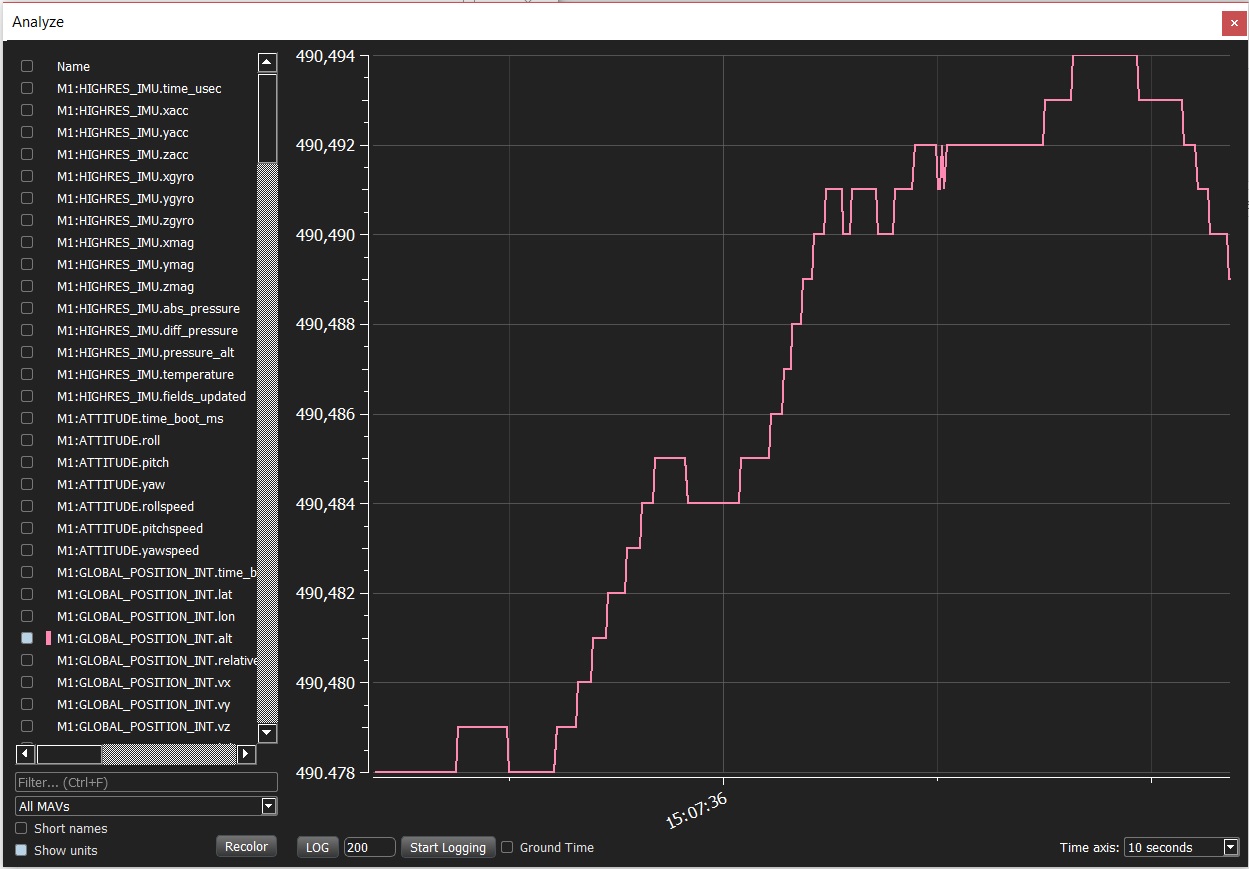 Analyze
Name
M1:HIGHRES_IMU.time_usec
M1:HIGHRES_IMU.xacc
M1:HIGHRES_IMU.yacc
M1:HIGHRES_IMU.zacc
M1:HIGHRES_IMU.xgyro
M1:HIGHRES_IMU.ygyro
M1:HIGHRES_IMU.zgyro
M1:HIGHRES_IMU.xmag
M1:HIGHRES_IMU.ymag
M1:HIGHRES_IMU.zmag
M1:HIGHRES_IMU.abs_pressure
M1:HIGHRES_IMU.diff_pressure
M1:HIGHRES_IMU.pressure_alt
M1:HIGHRES_IMU.temperature
M1:HIGHRES_IMU.fields_updated
M1:ATTITUDE.time_boot_ms
M1:ATTITUDE.roll
M1:ATTITUDE.pitch
M1:ATTITUDE.yaw
M1:ATTITUDE.rollspeed
M1:ATTITUDE.pitchspeed
M1:ATTITUDE.yawspeed
M1:GLOBAL_POSITION_INT.time_b
M1:GLOBAL_POSITION_INT.lat
M1:GLOBAL_POSITION_INT.lon
M1:GLOBAL_POSITION_INT.alt
M1:GLOBAL_POSITION_INT.relative
M1:GLOBAL_POSITION_INT.vx
M1:GLOBAL_POSITION_INT.vy
M1:GLOBAL_POSITION_INT.vz
Filter... (Ctrl+F)
All MAVs
Short names
Show units
Recolor
490,494
490,492
490,490
490,488
490,486
490,484
490,482
490,480
490.478
15:07:36
LOG
200
Start Logging
Ground Time
Time axis:
10 seconds